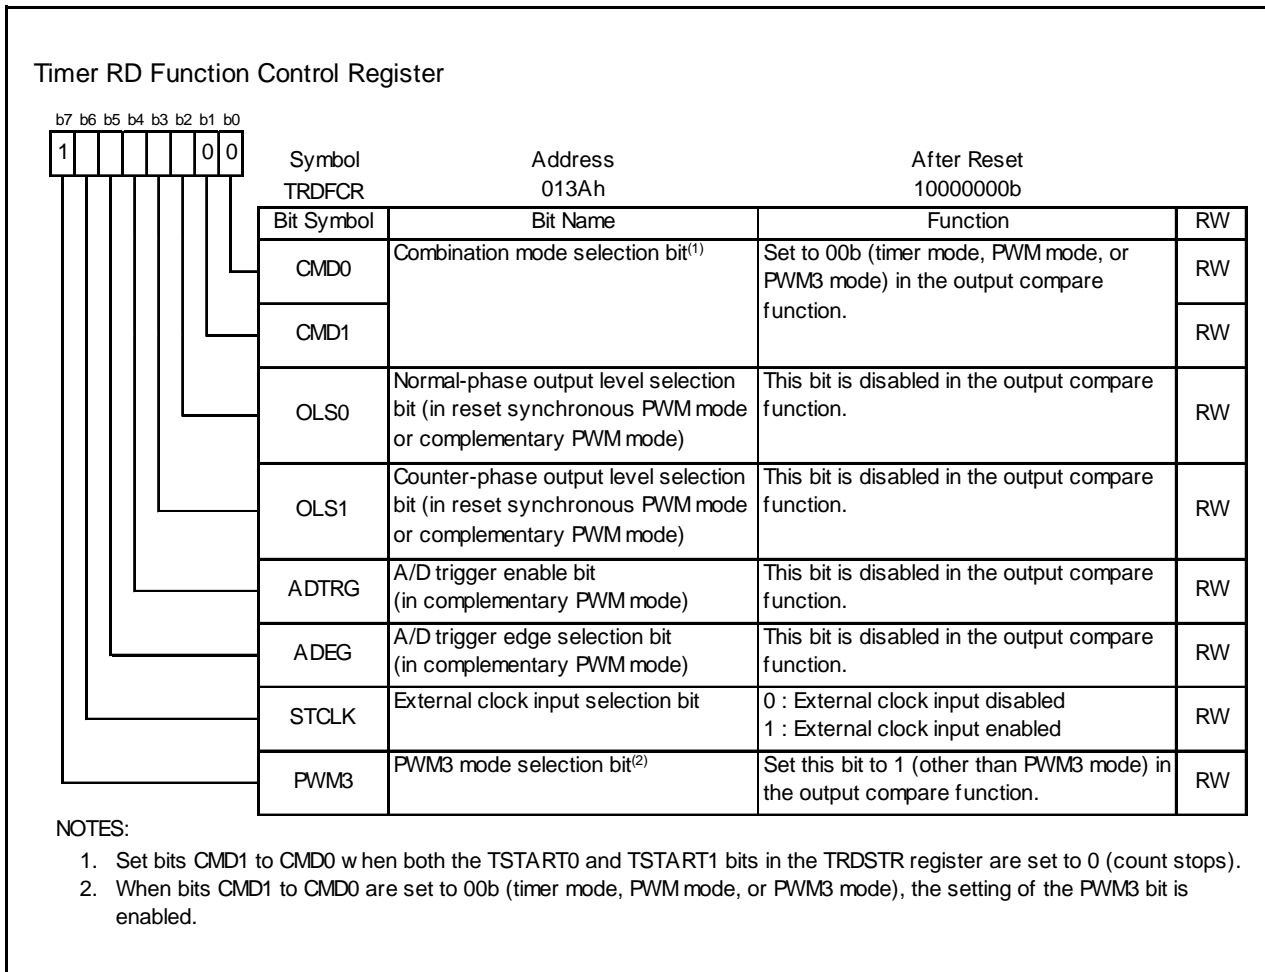 Timer RD Function Control Register
b7 b6 b5 b4 b3 b2 b1 b0
1 0 0
Symbol Address After Reset
TRDFCR 013Ah 10000000b
Bit Symbol Bit Name Function RW
CMD0 Combination mode selection bit(1) Set to 00b (timer mode, PWM mode, or RW
PWM3 mode) in the output compare
function.
CMD1 RW
Normal-phase output level selection This bit is disabled in the output compare
OLS0 bit (in reset synchronous PWM mode function. RW
or complementary PWM mode)
Counter-phase output level selection This bit is disabled in the output compare
OLS1 bit (in reset synchronous PWM mode function. RW
or complementary PWM mode)
ADTRG A/D trigger enable bit This bit is disabled in the output compare RW
(in complementary PWM mode) function.
ADEG A/D trigger edge selection bit This bit is disabled in the output compare RW
(in complementary PWM mode) function.
STCLK External clock input selection bit 0 : External clock input disabled RW
1 : External clock input enabled
PWM3 PWM3 mode selection bit(2) Set this bit to 1 (other than PWM3 mode) in RW
the output compare function.
NOTES:
1. Set bits CMD1 to CMD0 when both the TSTART0 and TSTART1 bits in the TRDSTR register are set to 0 (count stops).
2. When bits CMD1 to CMD0 are set to 00b (timer mode, PWM mode, or PWM3 mode), the setting of the PWM3 bit is
enabled.